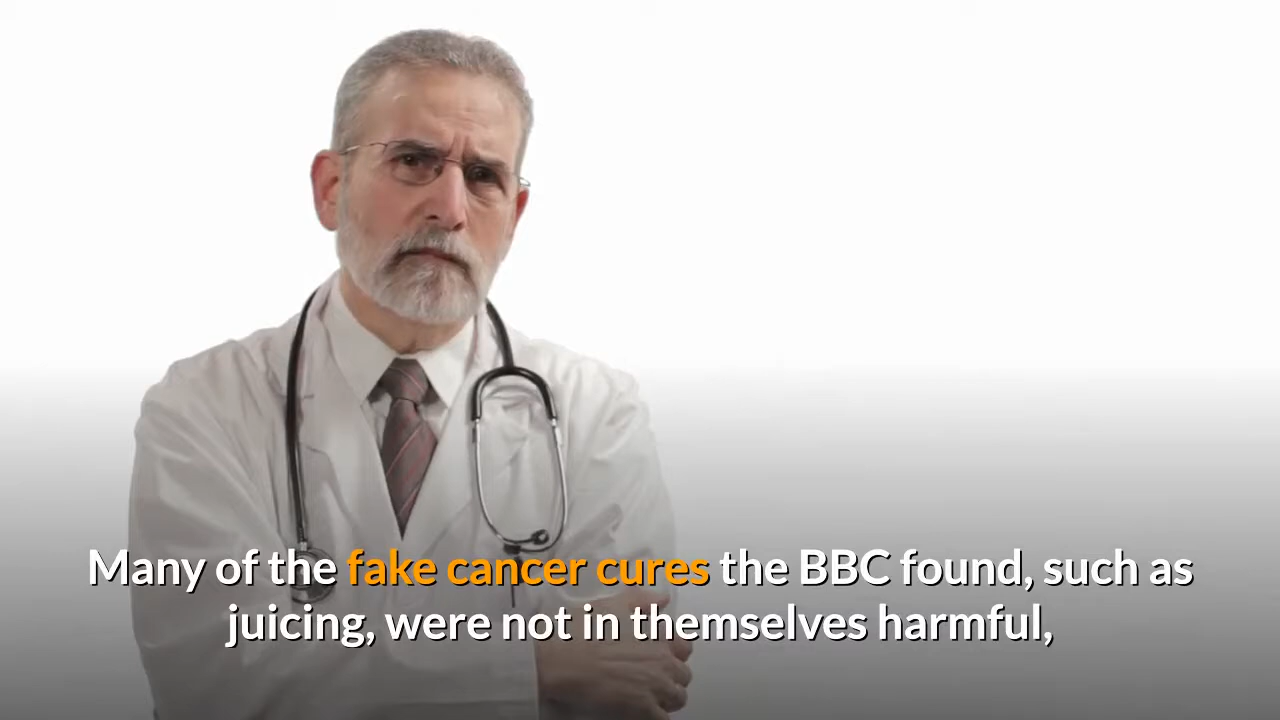 Many of the fake cancer cures the BBC found, such as
juicing, were not in themselves harmful,